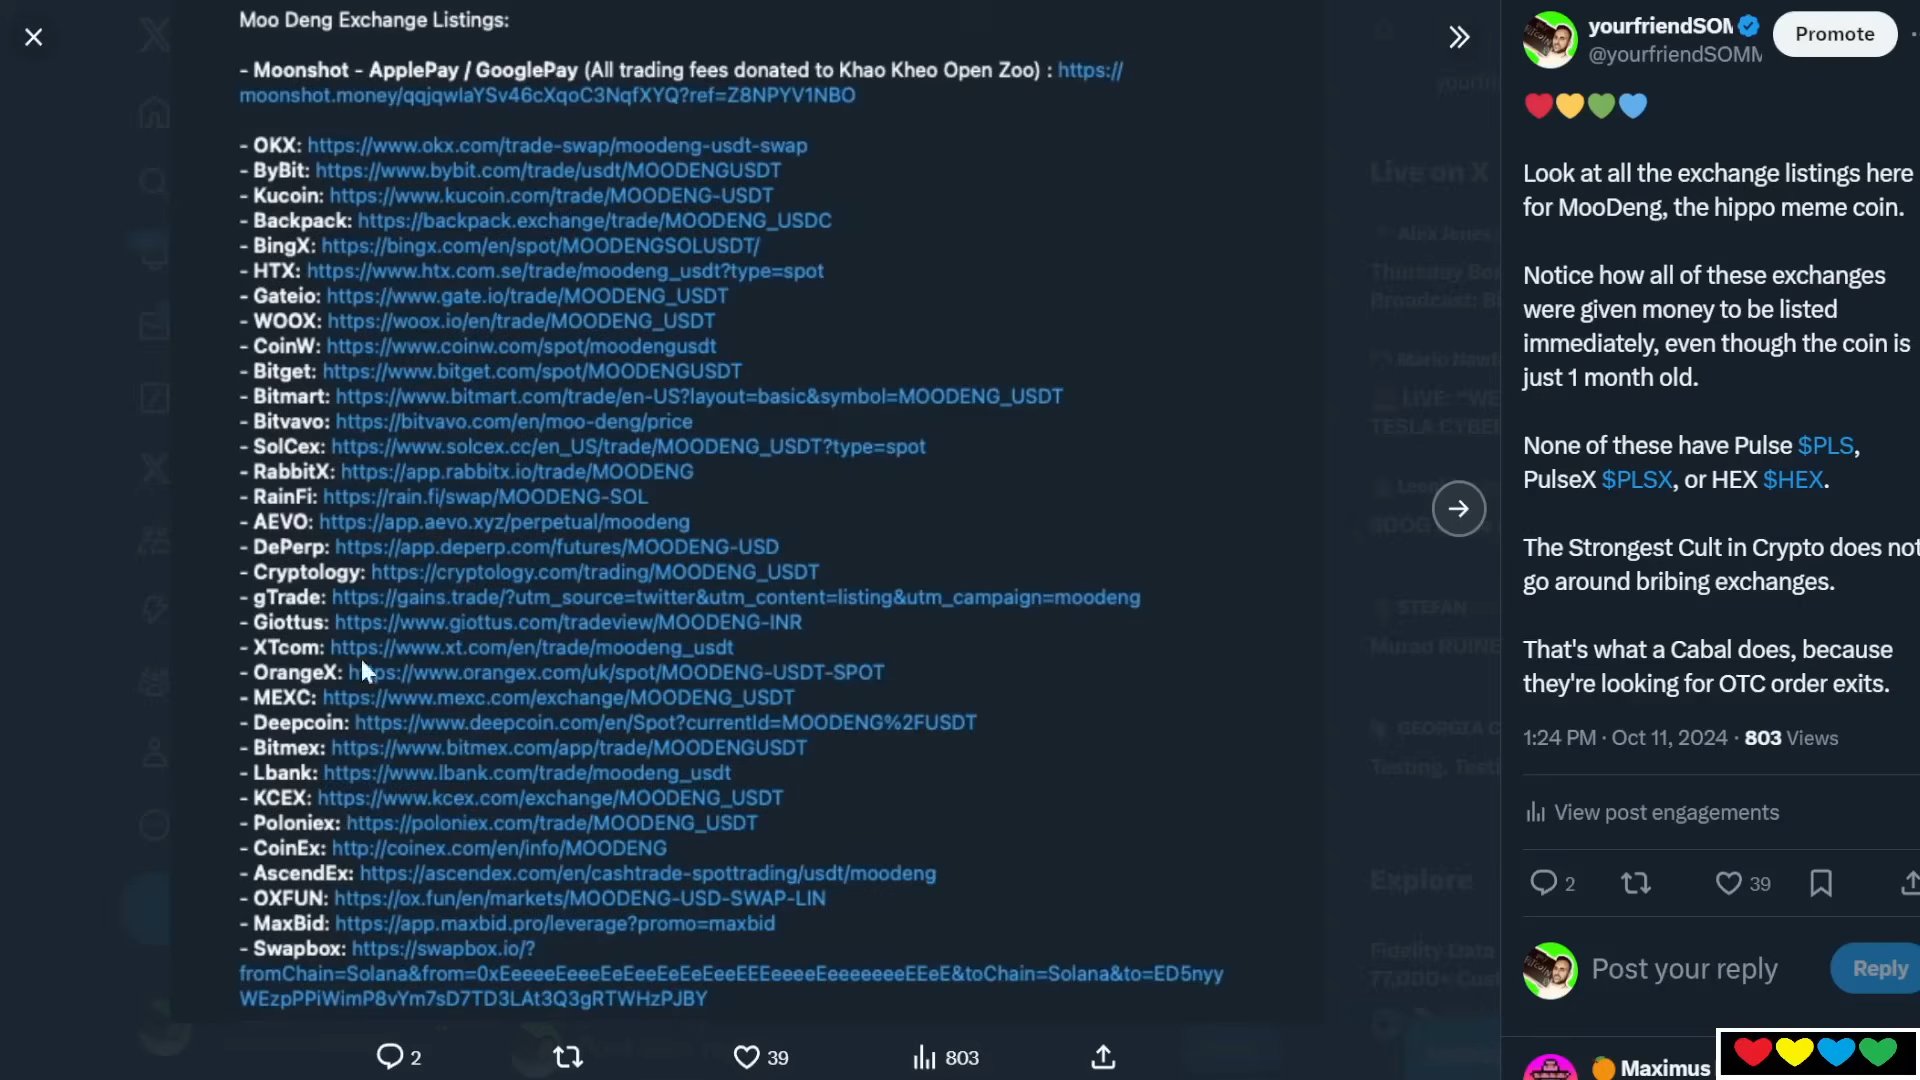 Moo Deng Exchange Listings:
- Moonshot - ApplePay / GooglePay (All trading fees donated to Khao Kheo Open Zoo) : https://
moonshot.money/qqjqwlaYSv46cXqoC3NqfXYQ?ref=Z8NPYV1NBO
- OKX: https://www.okx.com/trade-swap/moodeng-usdt-swap
- ByBit: https://www.bybit.com/trade/usdt/MOODENGUSDT
- Kucoin: https://www.kucoin.com/trade/MOODENG-USDT
- Backpack: https://backpack.exchange/trade/MOODENG_USDC
- BingX: https://bingx.com/en/spot/MOODENGSOLUSDT/
- HTX: https://www.htx.com.se/trade/moodeng_usdt?type=spot
- Gateio: https://www.gate.io/trade/MOODENG_USDT
- WOOX: https://woox.io/en/trade/MOODENG_USDT
- CoinW: https://www.coinw.com/spot/moodengusdt
- Bitget: https://www.bitget.com/spot/MOODENGUSDT
- Bitmart: https://www.bitmart.com/trade/en-US?layout=basic&symbol=MOODENG_USDT
- Bitvavo: https://bitvavo.com/en/moo-deng/price
- SolCex: https://www.solcex.cc/en_US/trade/MOODENG_USDT?type=spot
- RabbitX: https://app.rabbitx.io/trade/MOODENG
- RainFi: https://rain.fi/swap/MOODENG-SOL
- AEVO: https://app.aevo.xyz/perpetual/moodeng
- DePerp: https://app.deperp.com/futures/MOODENG-USD
- Cryptology: https://cryptology.com/trading/MOODENG_USDT
- gTrade: https://gains.trade/?utm_source=twitter&utm_content=listing&utm_campaign=moodeng
- Giottus: https://www.giottus.com/tradeview/MOODENG-INR
- XTcom: https://www.xt.com/en/trade/moodeng_usdt
- OrangeX: https://www.orangex.com/uk/spot/MOODENG-USDT-SPOT
- MEXC: https://www.mexc.com/exchange/MOODENG_USDT
- Deepcoin: https://www.deepcoin.com/en/Spot?currentId=MOODENG%2FUSDT
- Bitmex: https://www.bitmex.com/app/trade/MOODENGUSDT
- Lbank: https://www.lbank.com/trade/moodeng_usdt
- KCEX: https://www.kcex.com/exchange/MOODENG_USDT
- Poloniex: https://poloniex.com/trade/MOODENG_USDT
- CoinEx: http://coinex.com/en/info/MOODENG
- AscendEx: https://ascendex.com/en/cashtrade-spottrading/usdt/moodeng
- OXFUN: https://ox.fun/en/markets/MOODENG-USD-SWAP-LIN
- MaxBid: https://app.maxbid.pro/leverage?promo=maxbid
- Swapbox: https://swapbox.io/?
fromChain=Solana&from=0xEeeeeEeeeEeEeeEeEeEeeEEEeeeeEeeeeeeeEEeE&toChain=Solana&to=ED5nyy
WEzpPPiWimP8vYm7sD7TD3LAt3Q3gRTWHzPJBY
2 39 803
yourfriendSOM
@yourfriendSOMM
Promote
Look at all the exchange listings here
for MooDeng, the hippo meme coin.
Notice how all of these exchanges
were given money to be listed
immediately, even though the coin is
just 1 month old.
None of these have Pulse $PLS,
PulseX $PLSX, or HEX $HEX.
The Strongest Cult in Crypto does not
go around bribing exchanges.
That's what a Cabal does, because
they're looking for OTC order exits.
1:24 PM · Oct 11, 2024 · 803 Views
View post engagements
2 39
Post your reply
Reply
Maximus
Live on X
Alex Jones
Explore
STEFAN